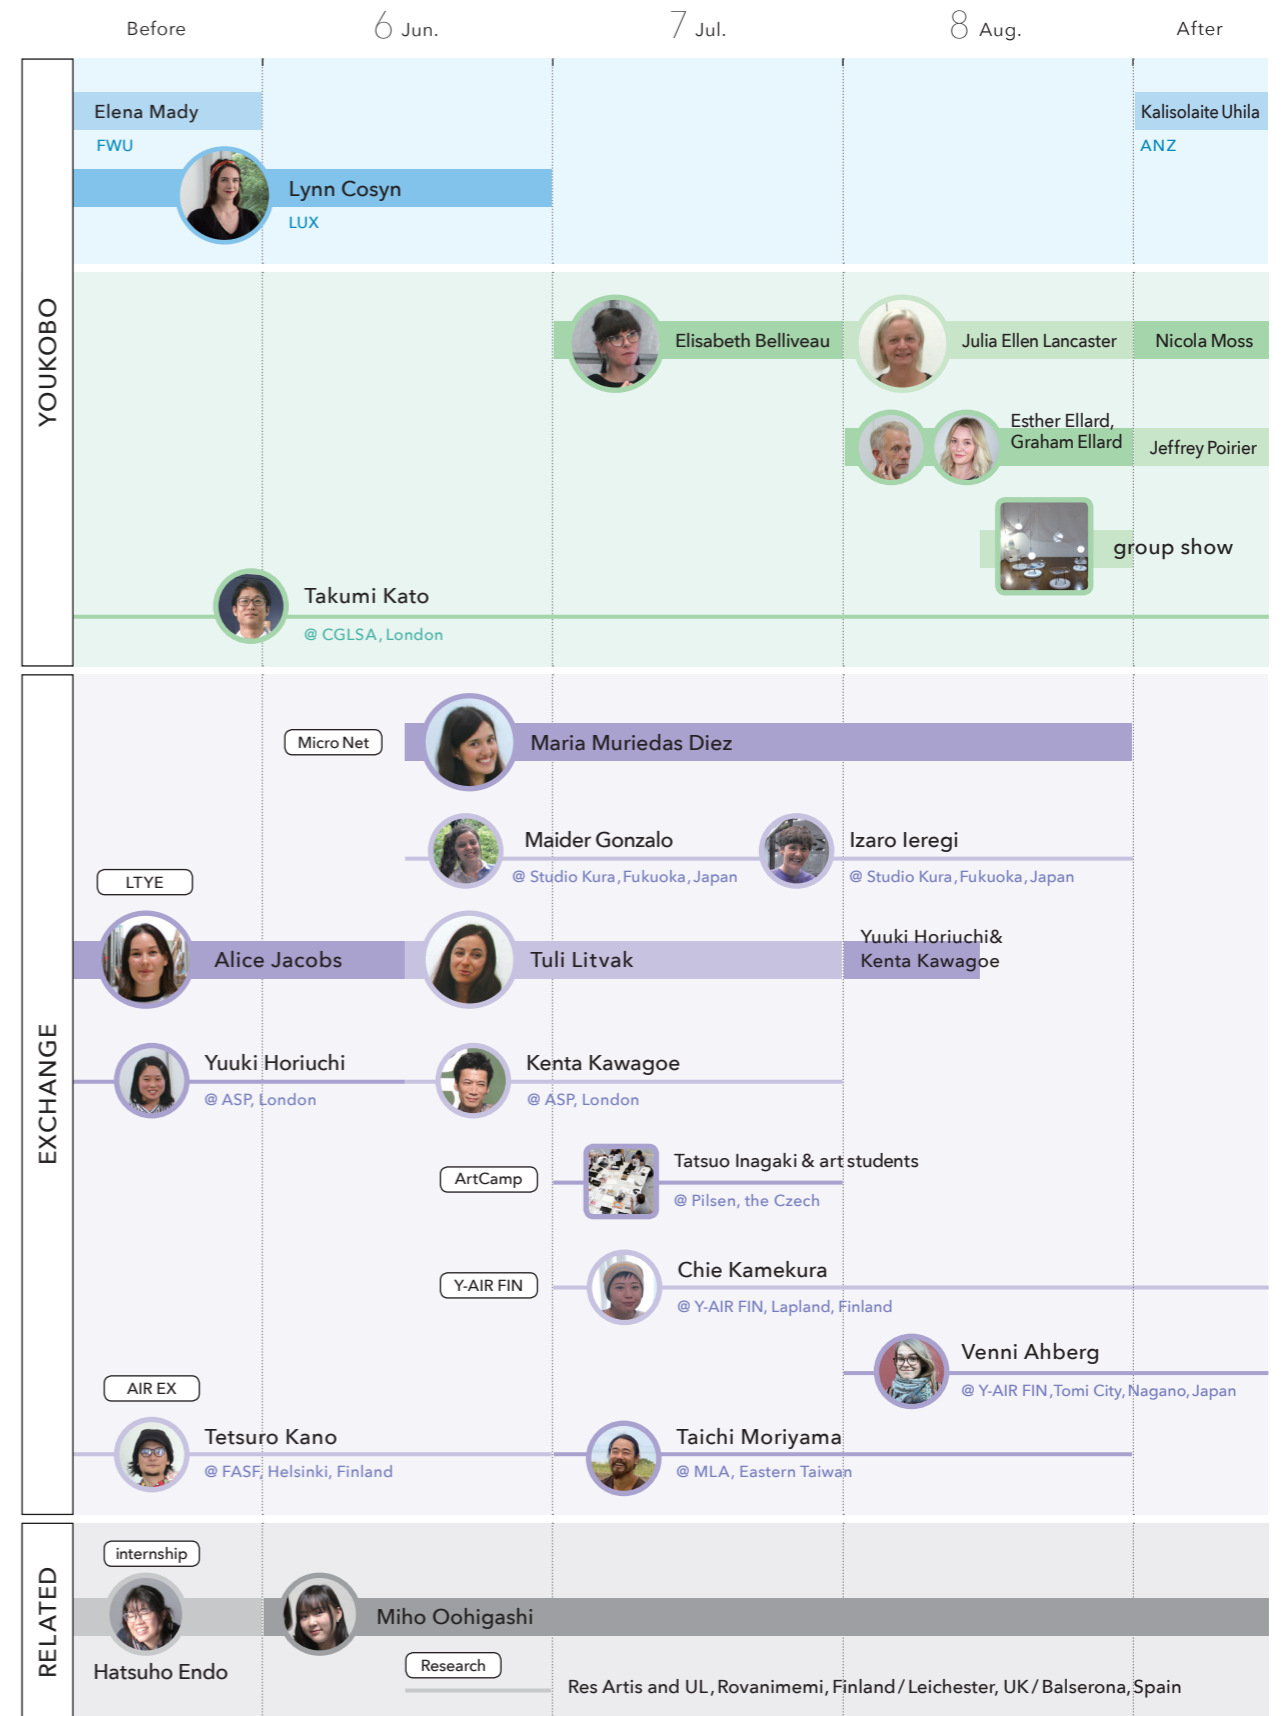 Before
6 Jun.
7 Jul.
8 Aug.
After
YOUKOBO
Elena Mady
FWU
Kalisolaite Uhila
ANZ
Lynn Cosyn
LUX
Elisabeth Belliveau
Julia Ellen Lancaster
Nicola Moss
Esther Ellard,
Graham Ellard
Jeffrey Poirier
group show
Takumi Kato
@ CGLSA, London
EXCHANGE
Micro Net
Maria Muriedas Diez
Maider Gonzalo
@ Studio Kura, Fukuoka, Japan
Izaro Ieregi
@ Studio Kura, Fukuoka, Japan
LTYE
Alice Jacobs
Tuli Litvak
Yuuki Horiuchi&
Kenta Kawagoe
Yuuki Horiuchi
@ ASP, London
Kenta Kawagoe
@ ASP, London
ArtCamp
Tatsuo Inagaki & art students
@ Pilsen, the Czech
Y-AIR FIN
Chie Kamekura
@ Y-AIR FIN, Lapland, Finland
Venni Ahberg
@ Y-AIR FIN, Tomi City, Nagano, Japan
AIR EX
Tetsuro Kano
@ FASF, Helsinki, Finland
Taichi Moriyama
@ MLA, Eastern Taiwan
RELATED
internship
Hatsuho Endo
Miho Oohigashi
Research
Res Artis and UL, Rovanimemi, Finland / Leichester, UK / Balserona, Spain